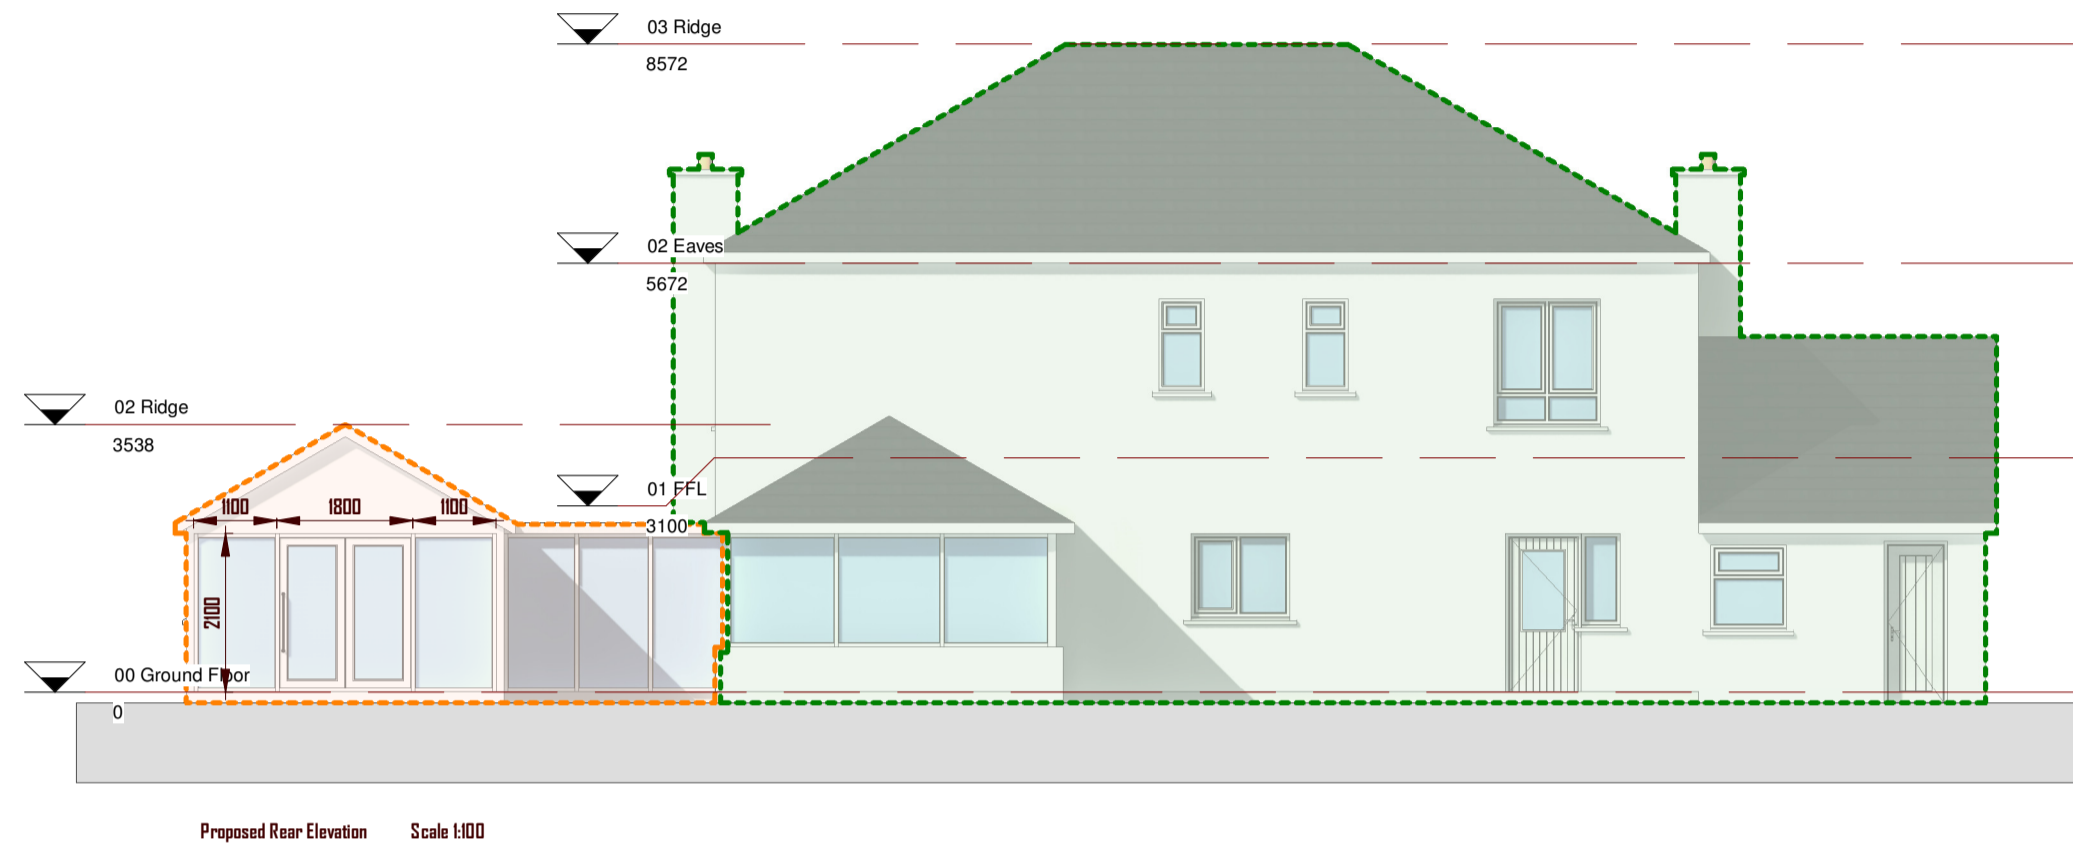 03 Ridge
8572
02 Eaves
5672
02 Ridge
3538
01 FFL
3100
1100
1800
1100
2100
00 Ground Floor
0
Proposed Rear Elevation Scale 1:100